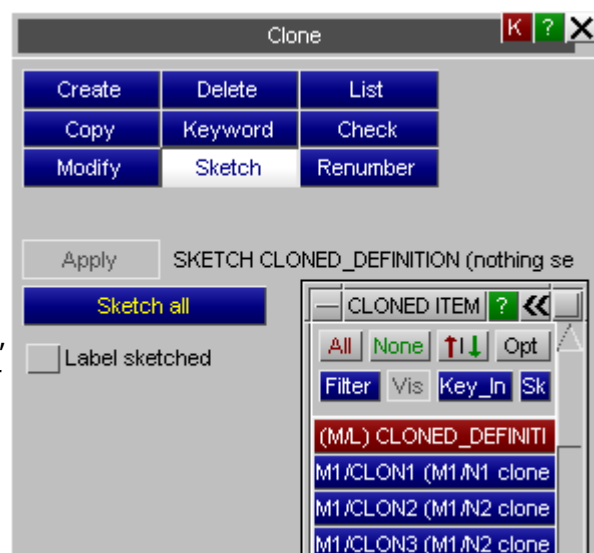 Clone K ?
Create Delete List
Copy Keyword Check
Modify Sketch Renumber
Apply SKETCH CLONED_DEFINITION (nothing se
Sketch all
CLONED ITEM ?
Label sketched
All None Opt
Filter Vis Key_In Sk
(M/L) CLONED_DEFINITI
M1/CLON1 (M1/N1 clone
M1/CLON2 (M1/N2 clone
M1/CLON3 (M1/N2 clone